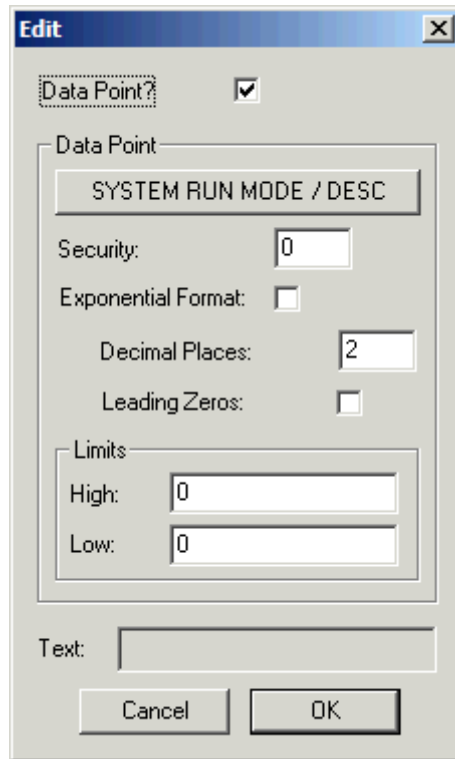 Edit
Data Point?
Data Point
SYSTEM RUN MODE / DESC
Security: 0
Exponential Format:
Decimal Places: 2
Leading Zeros:
Limits
High: 0
Low: 0
Text:
Cancel OK